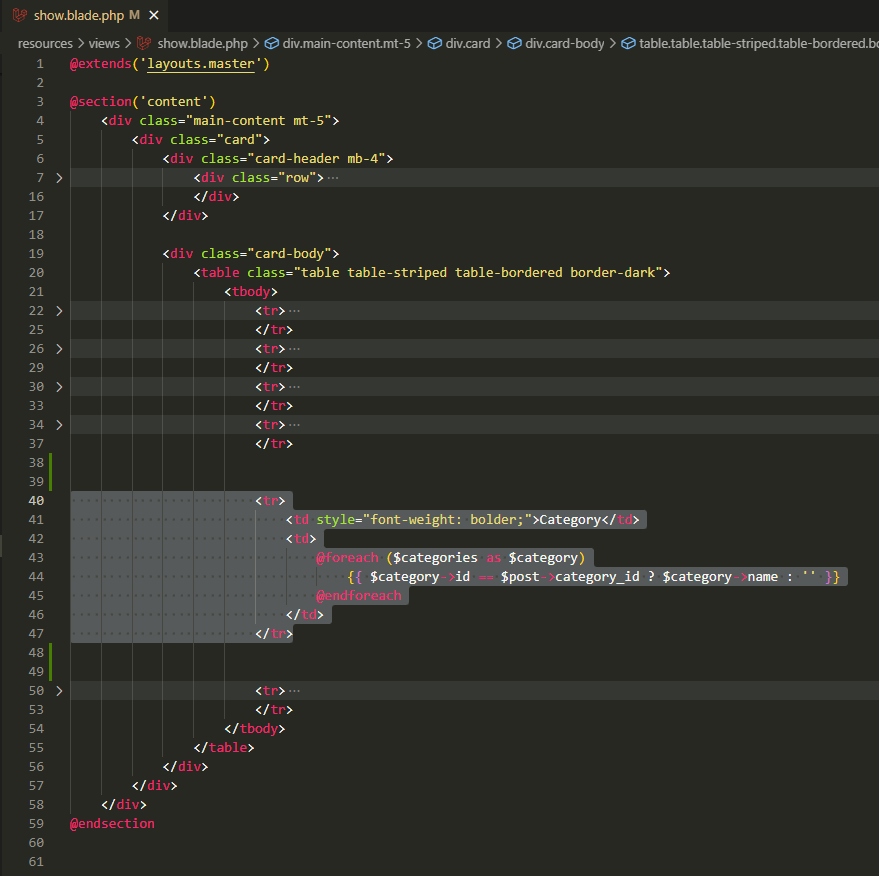 show.blade.php M ×
resources > views > show.blade.php > div.main-content.mt-5 > div.card > div.card-body > table.table.table-striped.table-bordered.bo
1 @extends('layouts.master')
2
3 @section('content')
4 <div class="main-content mt-5">
5 <div class="card">
6 <div class="card-header mb-4">
7 > <div class="row">···
16 </div>
17 </div>
18
19 <div class="card-body">
20 <table class="table table-striped table-bordered border-dark">
21 <tbody>
22 > <tr>···
25 </tr>
26 > <tr>···
29 </tr>
30 > <tr>···
33 </tr>
34 > <tr>···
37 </tr>
38
39
40 <tr>
41 <td style="font-weight: bolder;">Category</td>
42 <td>
43 @foreach ($categories as $category)
44 {{ $category->id == $post->category_id ? $category->name : '' }}
45 @endforeach
46 </td>
47 </tr>
48
49
50 > <tr>···
53 </tr>
54 </tbody>
55 </table>
56 </div>
57 </div>
58 </div>
59 @endsection
60
61